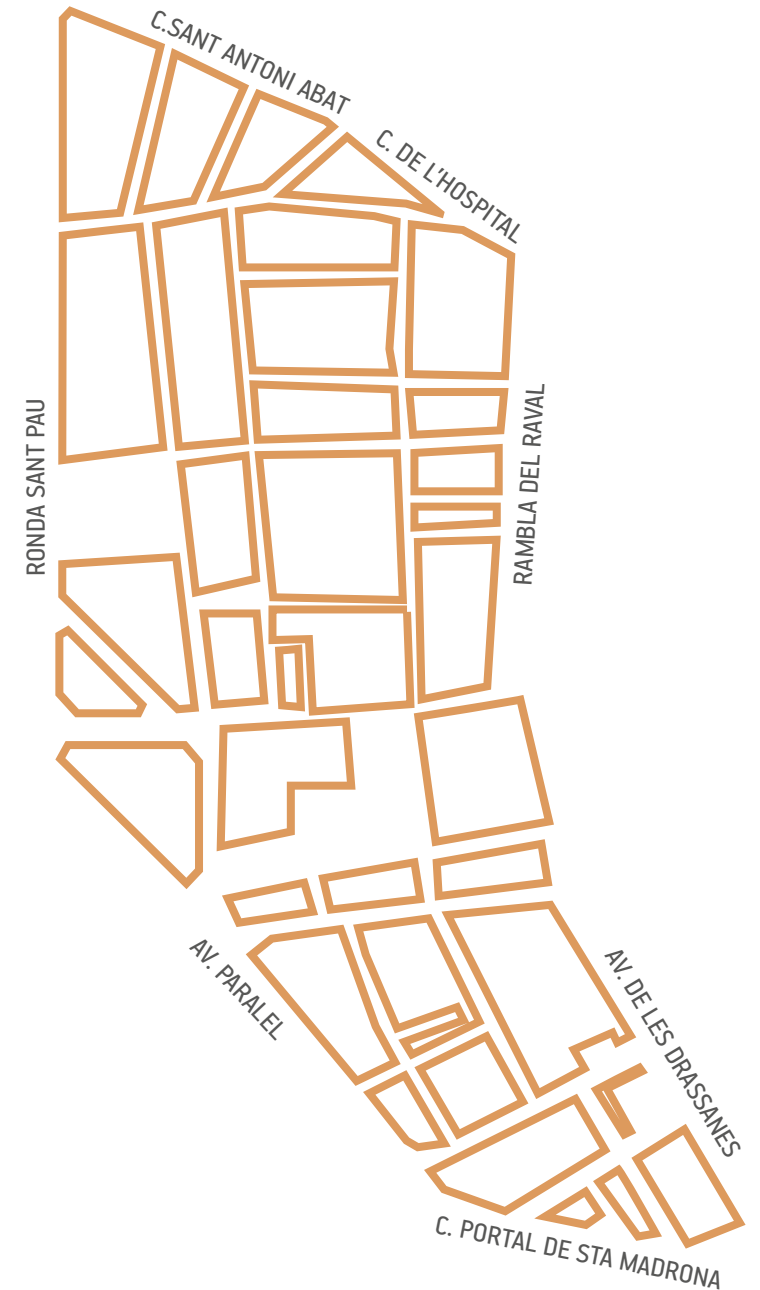 C.SANT ANTONI ABAT
C. DE L'HOSPITAL
RONDA SANT PAU
RAMBLA DEL RAVAL
AV. PARALEL
AV. DE LES DRASSANES
C. PORTAL DE STA MADRONA